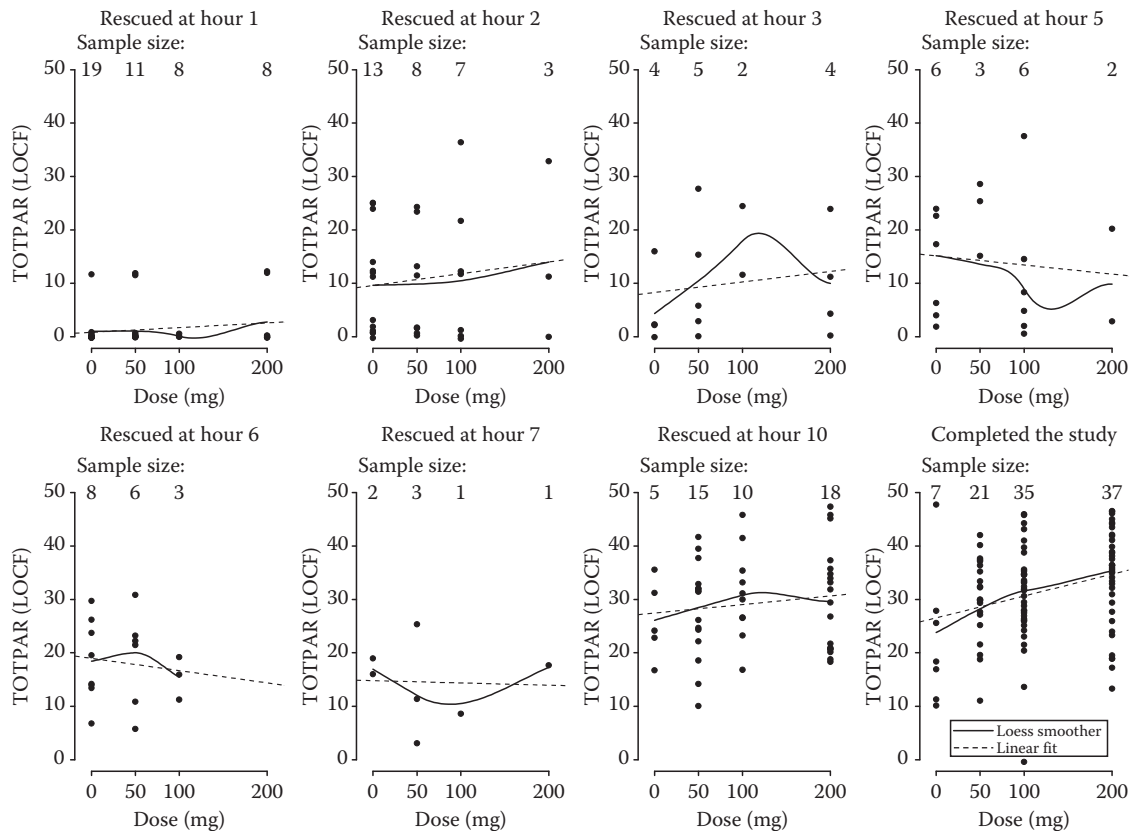 Rescued at hour 1
Sample size:
19 11 8 8
50
40
30
20
10
0
TOTPAR (LOCF)
0 50 100 200
Dose (mg)
Rescued at hour 2
Sample size:
13 8 7 3
50
40
30
20
10
0
TOTPAR (LOCF)
0 50 100 200
Dose (mg)
Rescued at hour 3
Sample size:
4 5 2 4
50
40
30
20
10
0
TOTPAR (LOCF)
0 50 100 200
Dose (mg)
Rescued at hour 5
Sample size:
6 3 6 2
50
40
30
20
10
0
TOTPAR (LOCF)
0 50 100 200
Dose (mg)
Rescued at hour 6
Sample size:
8 6 3
50
40
30
20
10
0
TOTPAR (LOCF)
0 50 100 200
Dose (mg)
Rescued at hour 7
Sample size:
2 3 1 1
50
40
30
20
10
0
TOTPAR (LOCF)
0 50 100 200
Dose (mg)
Rescued at hour 10
Sample size:
5 15 10 18
50
40
30
20
10
0
TOTPAR (LOCF)
0 50 100 200
Dose (mg)
Completed the study
Sample size:
7 21 35 37
50
40
30
20
10
0
TOTPAR (LOCF)
Loess smoother
Linear fit
0 50 100 200
Dose (mg)